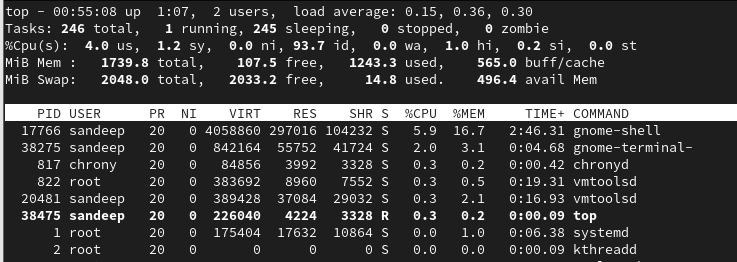 top - 00:55:08 up  1:07,  2 users,  load average: 0.15, 0.36, 0.30
Tasks: 246 total,   1 running, 245 sleeping,   0 stopped,   0 zombie
%Cpu(s):  4.0 us,  1.2 sy,  0.0 ni, 93.7 id,  0.0 wa,  1.0 hi,  0.2 si,  0.0 st
MiB Mem :   1739.8 total,    107.5 free,   1243.3 used,    565.0 buff/cache
MiB Swap:   2048.0 total,   2033.2 free,     14.8 used.    496.4 avail Mem
PID USER      PR  NI    VIRT    RES    SHR S  %CPU  %MEM     TIME+ COMMAND
17766 sandeep   20   0 4058860 297016 104232 S   5.9  16.7   2:46.31 gnome-shell
38275 sandeep   20   0  842164  55752  41724 S   2.0   3.1   0:04.68 gnome-terminal-
817 chrony    20   0   84856   3992   3328 S   0.3   0.2   0:00.42 chronyd
822 root      20   0  383692   8960   7552 S   0.3   0.5   0:19.31 vmtoolsd
20481 sandeep   20   0  389428  37084  29032 S   0.3   2.1   0:16.93 vmtoolsd
38475 sandeep   20   0  226040   4224   3328 R   0.3   0.2   0:00.09 top
1 root      20   0  175404  17632  10864 S   0.0   1.0   0:06.38 systemd
2 root      20   0       0      0      0 S   0.0   0.0   0:00.09 kthreadd